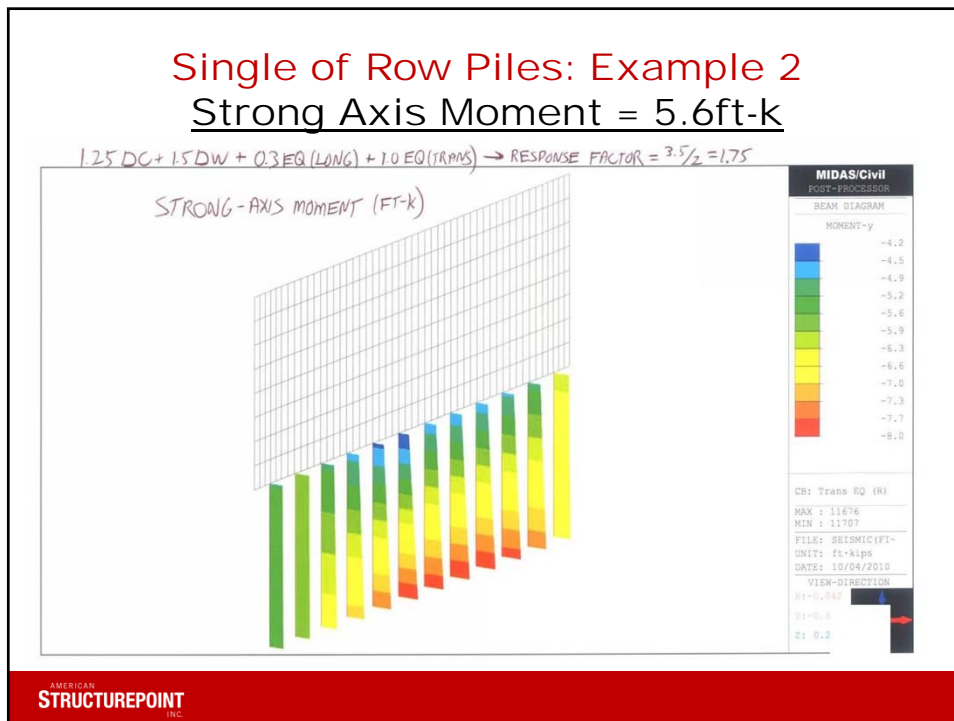 Single of Row Piles: Example 2
Strong Axis Moment = 5.6ft-k
1.25 DC + 1.5 DW + 0.3 EQ (LONG) + 1.0 EQ (TRANS) → RESPONSE FACTOR = 3.5/2 = 1.75
STRONG-AXIS MOMENT (FT-K)
MIDAS/Civil
POST-PROCESSOR
BEAM DIAGRAM
MOMENT-y
-4.2
-4.5
-4.9
-5.2
-5.6
-5.9
-6.3
-6.6
-7.0
-7.3
-7.7
-8.0
CB: Trans EQ (R)
MAX : 11676
MIN : 11707
FILE: SEISMIC(FI~
UNIT: ft·kips
DATE: 10/04/2010
VIEW-DIRECTION
X:-0.040
Z: 0.2
AMERICAN
STRUCTUREPOINT
INC.